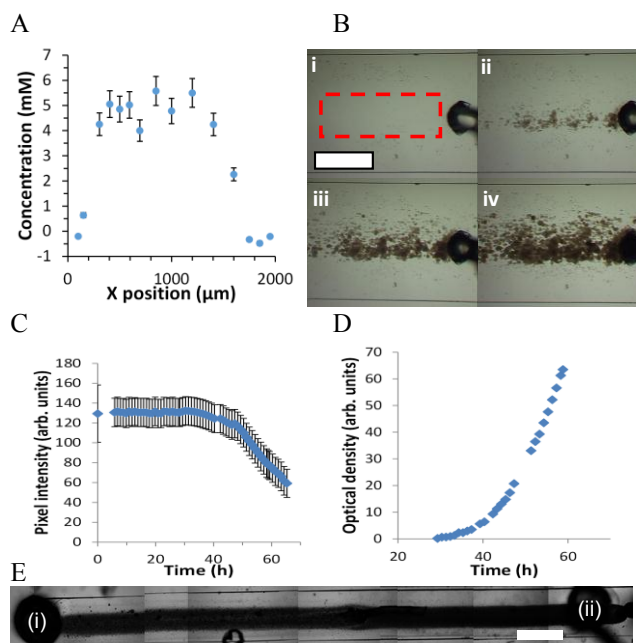 A
B
7
6
5
4
3
2
1
0
-1
0
1000
2000
Concentration (mM)
X position (µm)
i
ii
iii
iv
C
D
180
160
140
120
100
80
60
40
20
0
0
20
40
60
Pixel intensity (arb. units)
Time (h)
70
60
50
40
30
20
10
0
20
40
60
80
Optical density (arb. units)
Time (h)
E
(i)
(ii)